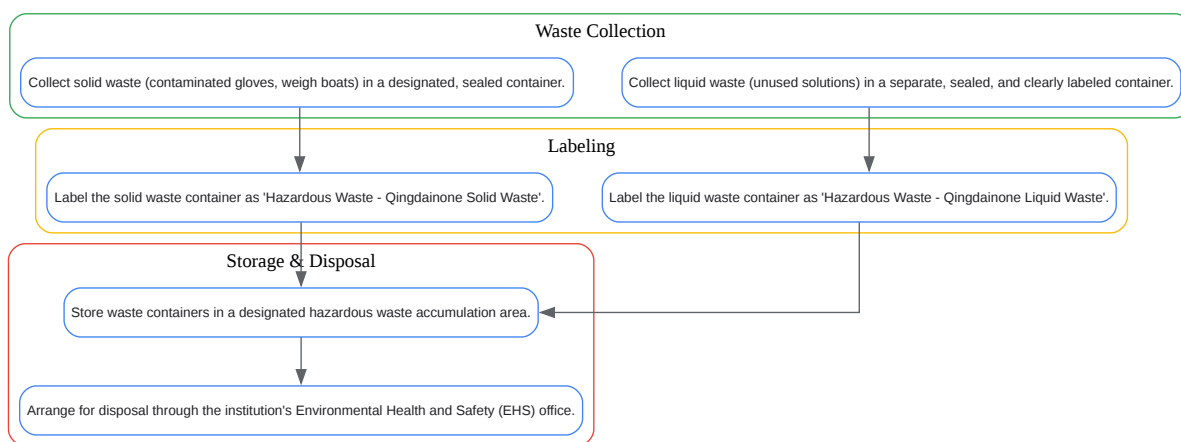 Waste Collection
Collect solid waste (contaminated gloves, weigh boats) in a designated, sealed container.
Collect liquid waste (unused solutions) in a separate, sealed, and clearly labeled container.
Labeling
Label the solid waste container as 'Hazardous Waste - Qingdainone Solid Waste'.
Label the liquid waste container as 'Hazardous Waste - Qingdainone Liquid Waste'.
Storage & Disposal
Store waste containers in a designated hazardous waste accumulation area.
Arrange for disposal through the institution's Environmental Health and Safety (EHS) office.